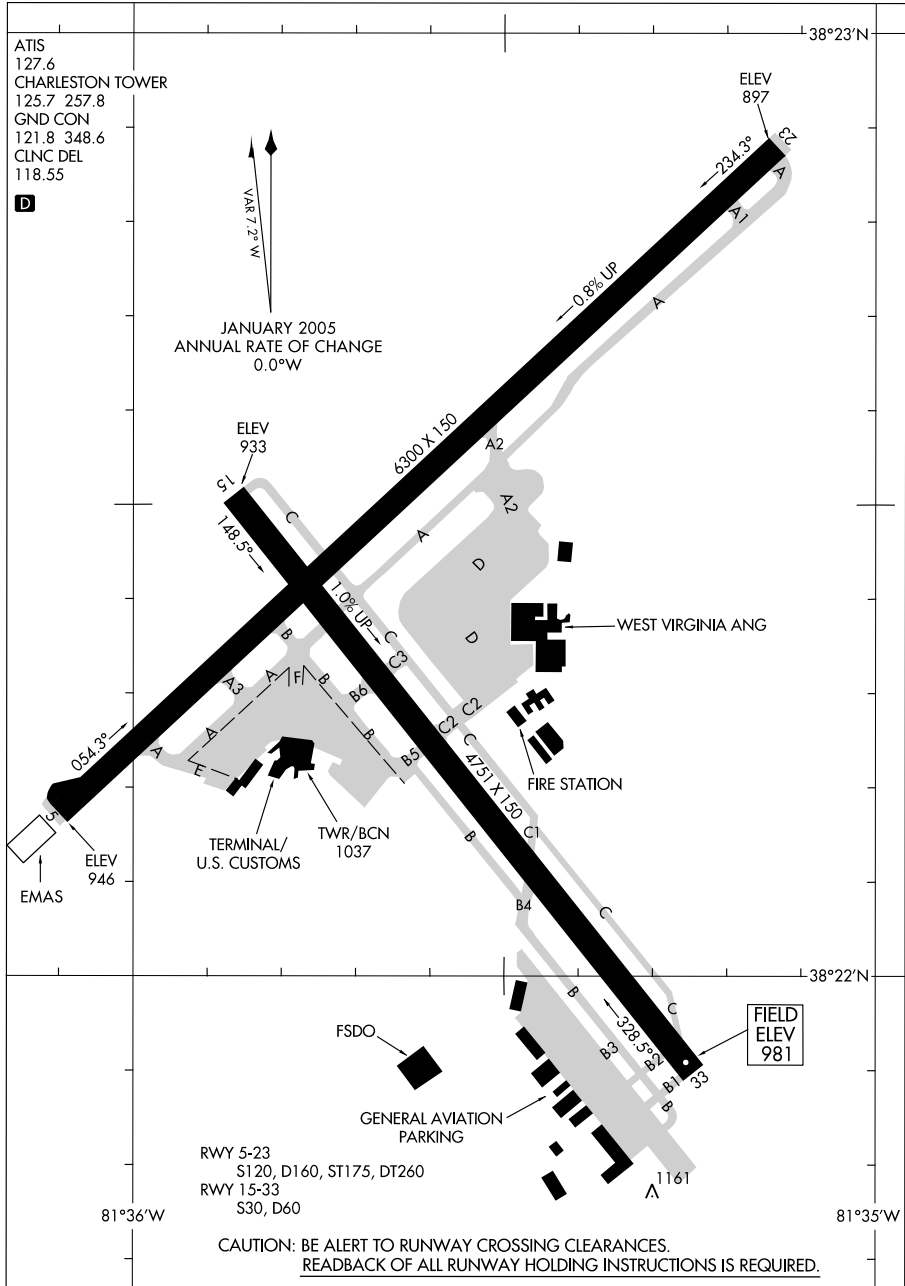 ATIS
127.6
CHARLESTON TOWER
125.7 257.8
GND CON
121.8 348.6
CLNC DEL
118.55
D
38°23'N
ELEV
897
23
234.3°
A
A1
VAR 7.2° W
0.8% UP
A
JANUARY 2005
ANNUAL RATE OF CHANGE
0.0°W
ELEV
933
6300 X 150
A2
15
C
A2
148.5°
A
D
1.0% UP
B
C
D
WEST VIRGINIA ANG
C3
A
F
B
A3
B6
A
C2
C2
054.3°
B
C
A
B5
E
4751 X 150
FIRE STATION
5
TERMINAL/
U.S. CUSTOMS
TWR/BCN
1037
C1
B
ELEV
946
EMAS
B4
C
38°22'N
B
C
FIELD
ELEV
981
328.5°
FSDO
B3
B2
B1
33
B
GENERAL AVIATION
PARKING
RWY 5-23
S120, D160, ST175, DT260
RWY 15-33
S30, D60
1161
81°36'W
81°35'W
CAUTION: BE ALERT TO RUNWAY CROSSING CLEARANCES.
READBACK OF ALL RUNWAY HOLDING INSTRUCTIONS IS REQUIRED.